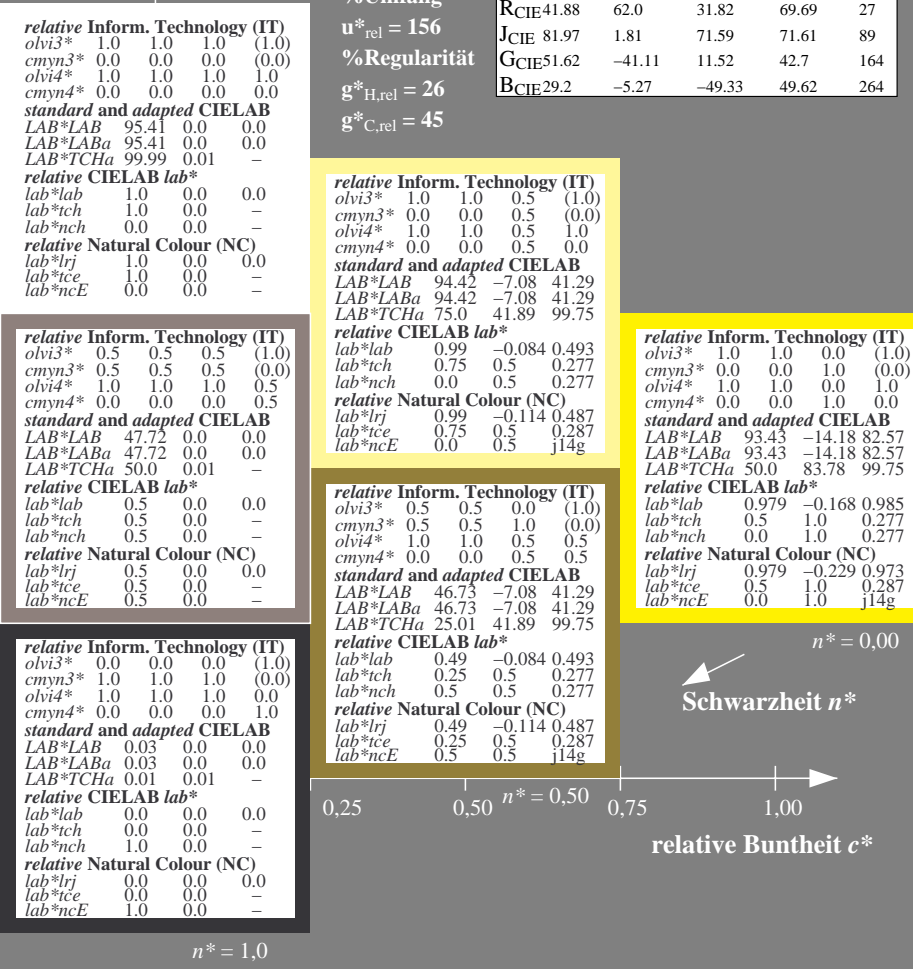 %Umfang
u*rel = 156
%Regularität
g*H,rel = 26
g*C,rel = 45
RCIE 41.88 62.0 31.82 69.69 27
JCIE 81.97 1.81 71.59 71.61 89
GCIE 51.62 −41.11 11.52 42.7 164
BCIE 29.2 −5.27 −49.33 49.62 264
relative Inform. Technology (IT)
olvi3* 1.0 1.0 1.0 (1.0)
cmyn3* 0.0 0.0 0.0 (0.0)
olvi4* 1.0 1.0 1.0 1.0
cmyn4* 0.0 0.0 0.0 0.0
standard and adapted CIELAB
LAB*LAB 95.41 0.0 0.0
LAB*LABa 95.41 0.0 0.0
LAB*TCHa 99.99 0.01 –
relative CIELAB lab*
lab*lab 1.0 0.0 0.0
lab*tch 1.0 0.0 –
lab*nch 0.0 0.0 –
relative Natural Colour (NC)
lab*lrj 1.0 0.0 0.0
lab*tce 1.0 0.0 –
lab*ncE 0.0 0.0 –
relative Inform. Technology (IT)
olvi3* 1.0 1.0 0.5 (1.0)
cmyn3* 0.0 0.0 0.5 (0.0)
olvi4* 1.0 1.0 0.5 1.0
cmyn4* 0.0 0.0 0.5 0.0
standard and adapted CIELAB
LAB*LAB 94.42 −7.08 41.29
LAB*LABa 94.42 −7.08 41.29
LAB*TCHa 75.0 41.89 99.75
relative CIELAB lab*
lab*lab 0.99 −0.084 0.493
lab*tch 0.75 0.5 0.277
lab*nch 0.0 0.5 0.277
relative Natural Colour (NC)
lab*lrj 0.99 −0.114 0.487
lab*tce 0.75 0.5 0.287
lab*ncE 0.0 0.5 j14g
relative Inform. Technology (IT)
olvi3* 0.5 0.5 0.5 (1.0)
cmyn3* 0.5 0.5 0.5 (0.0)
olvi4* 1.0 1.0 1.0 0.5
cmyn4* 0.0 0.0 0.0 0.5
standard and adapted CIELAB
LAB*LAB 47.72 0.0 0.0
LAB*LABa 47.72 0.0 0.0
LAB*TCHa 50.0 0.01 –
relative CIELAB lab*
lab*lab 0.5 0.0 0.0
lab*tch 0.5 0.0 –
lab*nch 0.5 0.0 –
relative Natural Colour (NC)
lab*lrj 0.5 0.0 0.0
lab*tce 0.5 0.0 –
lab*ncE 0.5 0.0 –
relative Inform. Technology (IT)
olvi3* 1.0 1.0 0.0 (1.0)
cmyn3* 0.0 0.0 1.0 (0.0)
olvi4* 1.0 1.0 0.0 1.0
cmyn4* 0.0 0.0 1.0 0.0
standard and adapted CIELAB
LAB*LAB 93.43 −14.18 82.57
LAB*LABa 93.43 −14.18 82.57
LAB*TCHa 50.0 83.78 99.75
relative CIELAB lab*
lab*lab 0.979 −0.168 0.985
lab*tch 0.5 1.0 0.277
lab*nch 0.0 1.0 0.277
relative Natural Colour (NC)
lab*lrj 0.979 −0.229 0.973
lab*tce 0.5 1.0 0.287
lab*ncE 0.0 1.0 j14g
relative Inform. Technology (IT)
olvi3* 0.5 0.5 0.0 (1.0)
cmyn3* 0.5 0.5 1.0 (0.0)
olvi4* 1.0 1.0 0.5 0.5
cmyn4* 0.0 0.0 0.5 0.5
standard and adapted CIELAB
LAB*LAB 46.73 −7.08 41.29
LAB*LABa 46.73 −7.08 41.29
LAB*TCHa 25.01 41.89 99.75
relative CIELAB lab*
lab*lab 0.49 −0.084 0.493
lab*tch 0.25 0.5 0.277
lab*nch 0.5 0.5 0.277
relative Natural Colour (NC)
lab*lrj 0.49 −0.114 0.487
lab*tce 0.25 0.5 0.287
lab*ncE 0.5 0.5 j14g
relative Inform. Technology (IT)
olvi3* 0.0 0.0 0.0 (1.0)
cmyn3* 1.0 1.0 1.0 (0.0)
olvi4* 1.0 1.0 1.0 0.0
cmyn4* 0.0 0.0 0.0 1.0
standard and adapted CIELAB
LAB*LAB 0.03 0.0 0.0
LAB*LABa 0.03 0.0 0.0
LAB*TCHa 0.01 0.01 –
relative CIELAB lab*
lab*lab 0.0 0.0 0.0
lab*tch 0.0 0.0 –
lab*nch 1.0 0.0 –
relative Natural Colour (NC)
lab*lrj 0.0 0.0 0.0
lab*tce 0.0 0.0 –
lab*ncE 1.0 0.0 –
n* = 0,00
Schwarzheit n*
0,25 0,50 n* = 0,50 0,75 1,00
relative Buntheit c*
n* = 1,0